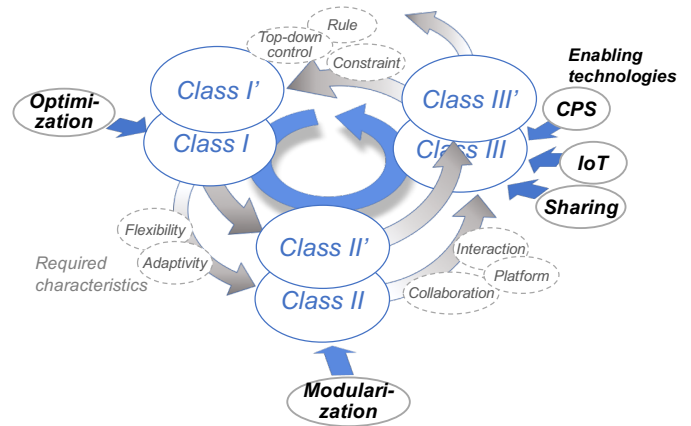 Rule
Top-down
control
Constraint
Enabling
technologies
Class I’
Class III’
Optimi-
zation
CPS
Class I
Class III
IoT
Sharing
Flexibility
Class II’
Interaction
Required
characteristics
Adaptivity
Platform
Class II
Collaboration
Modulari-
zation